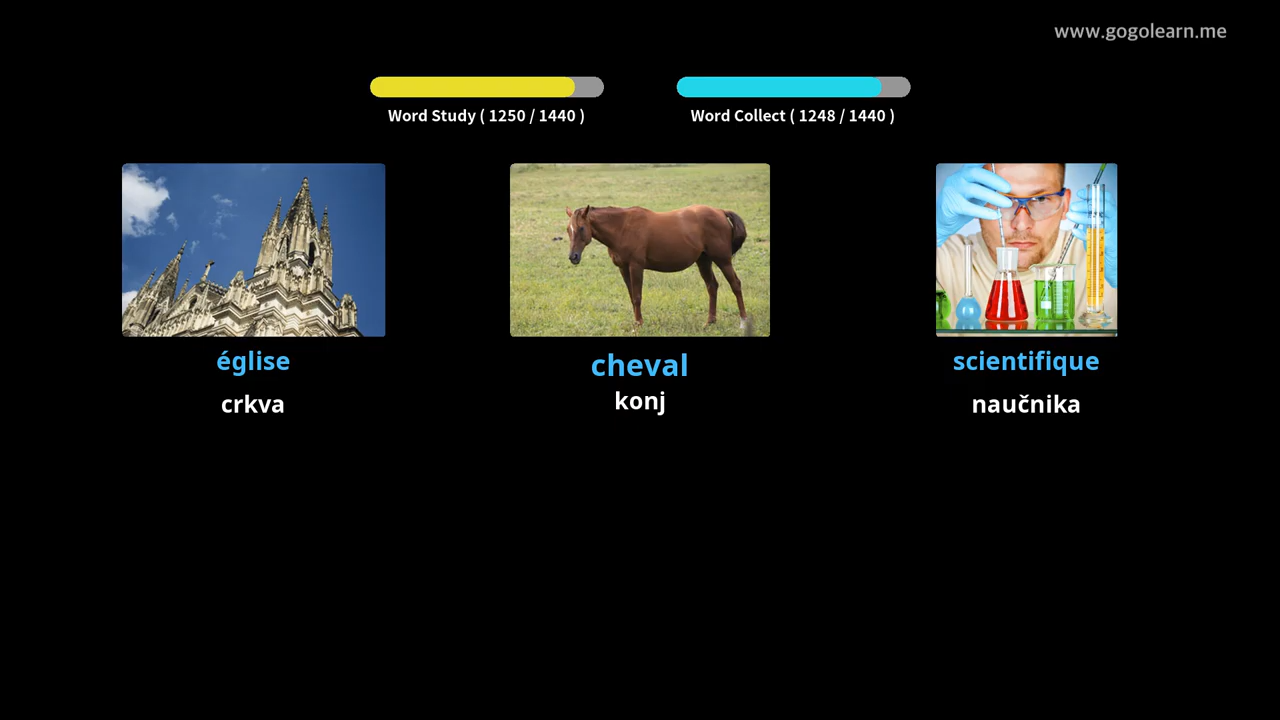 www.gogolearn.me
Word Study ( 1250 / 1440 )
Word Collect ( 1248 / 1440 )
église
cheval
scientifique
crkva
konj
naučnika